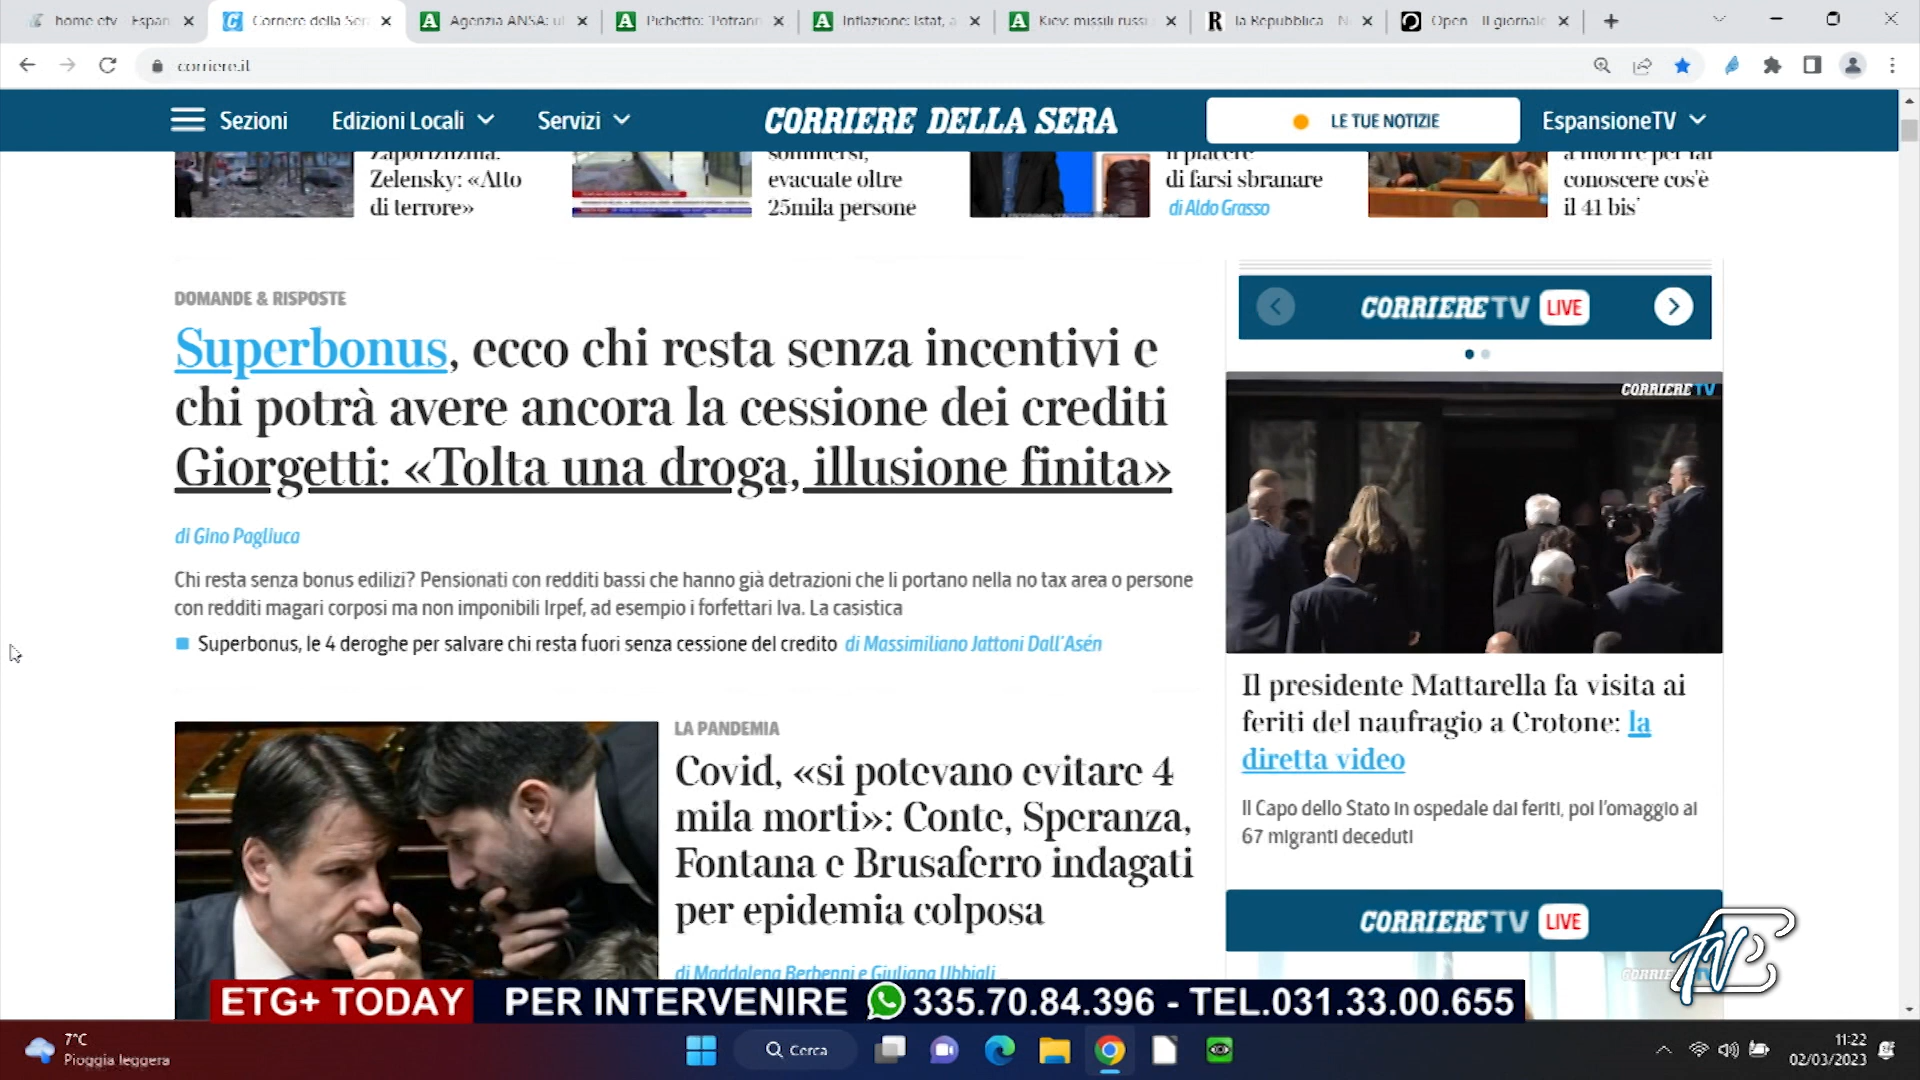 home etv - Espan
Corriere della Ser
Agenzia ANSA: ul
Pichetto: 'Potrann
Inflazione: Istat, a
Kiev: missili russi
la Repubblica - N
Open - Il giornale
corriere.it
Sezioni
Edizioni Locali
Servizi
CORRIERE DELLA SERA
LE TUE NOTIZIE
EspansioneTV
Zaporizhzhia.
Zelensky: «Atto
di terrore»
sommersi,
evacuate oltre
25mila persone
il piacere
di farsi sbranare
di Aldo Grasso
a morire per far
conoscere cos'è
il 41 bis'
DOMANDE & RISPOSTE
Superbonus, ecco chi resta senza incentivi e
chi potrà avere ancora la cessione dei crediti
Giorgetti: «Tolta una droga, illusione finita»
di Gino Pagliuca
Chi resta senza bonus edilizi? Pensionati con redditi bassi che hanno già detrazioni che li portano nella no tax area o persone
con redditi magari corposi ma non imponibili Irpef, ad esempio i forfettari Iva. La casistica
Superbonus, le 4 deroghe per salvare chi resta fuori senza cessione del credito di Massimiliano Jattoni Dall'Asén
LA PANDEMIA
Covid, «si potevano evitare 4
mila morti»: Conte, Speranza,
Fontana e Brusaferro indagati
per epidemia colposa
di Maddalena Berbenni e Giuliana Ubbiali
CORRIERE TV LIVE
CORRIERE TV
Il presidente Mattarella fa visita ai
feriti del naufragio a Crotone: la
diretta video
Il Capo dello Stato in ospedale dai feriti, poi l'omaggio ai
67 migranti deceduti
CORRIERE TV LIVE
ETG+ TODAY
PER INTERVENIRE 335.70.84.396 - TEL.031.33.00.655
7°C
Pioggia leggera
Cerca
11:22
02/03/2023